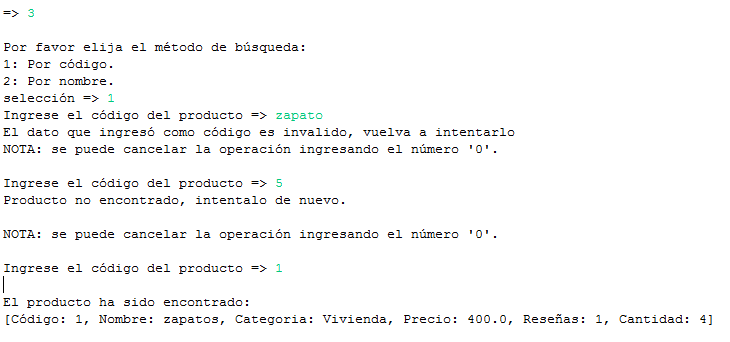 => 3
Por favor elija el método de búsqueda:
1: Por código.
2: Por nombre.
selección => 1
Ingrese el código del producto => zapato
El dato que ingresó como código es invalido, vuelva a intentarlo
NOTA: se puede cancelar la operación ingresando el número '0'.
Ingrese el código del producto => 5
Producto no encontrado, intentalo de nuevo.
NOTA: se puede cancelar la operación ingresando el número '0'.
Ingrese el código del producto => 1
El producto ha sido encontrado:
[Código: 1, Nombre: zapatos, Categoria: Vivienda, Precio: 400.0, Reseñas: 1, Cantidad: 4]